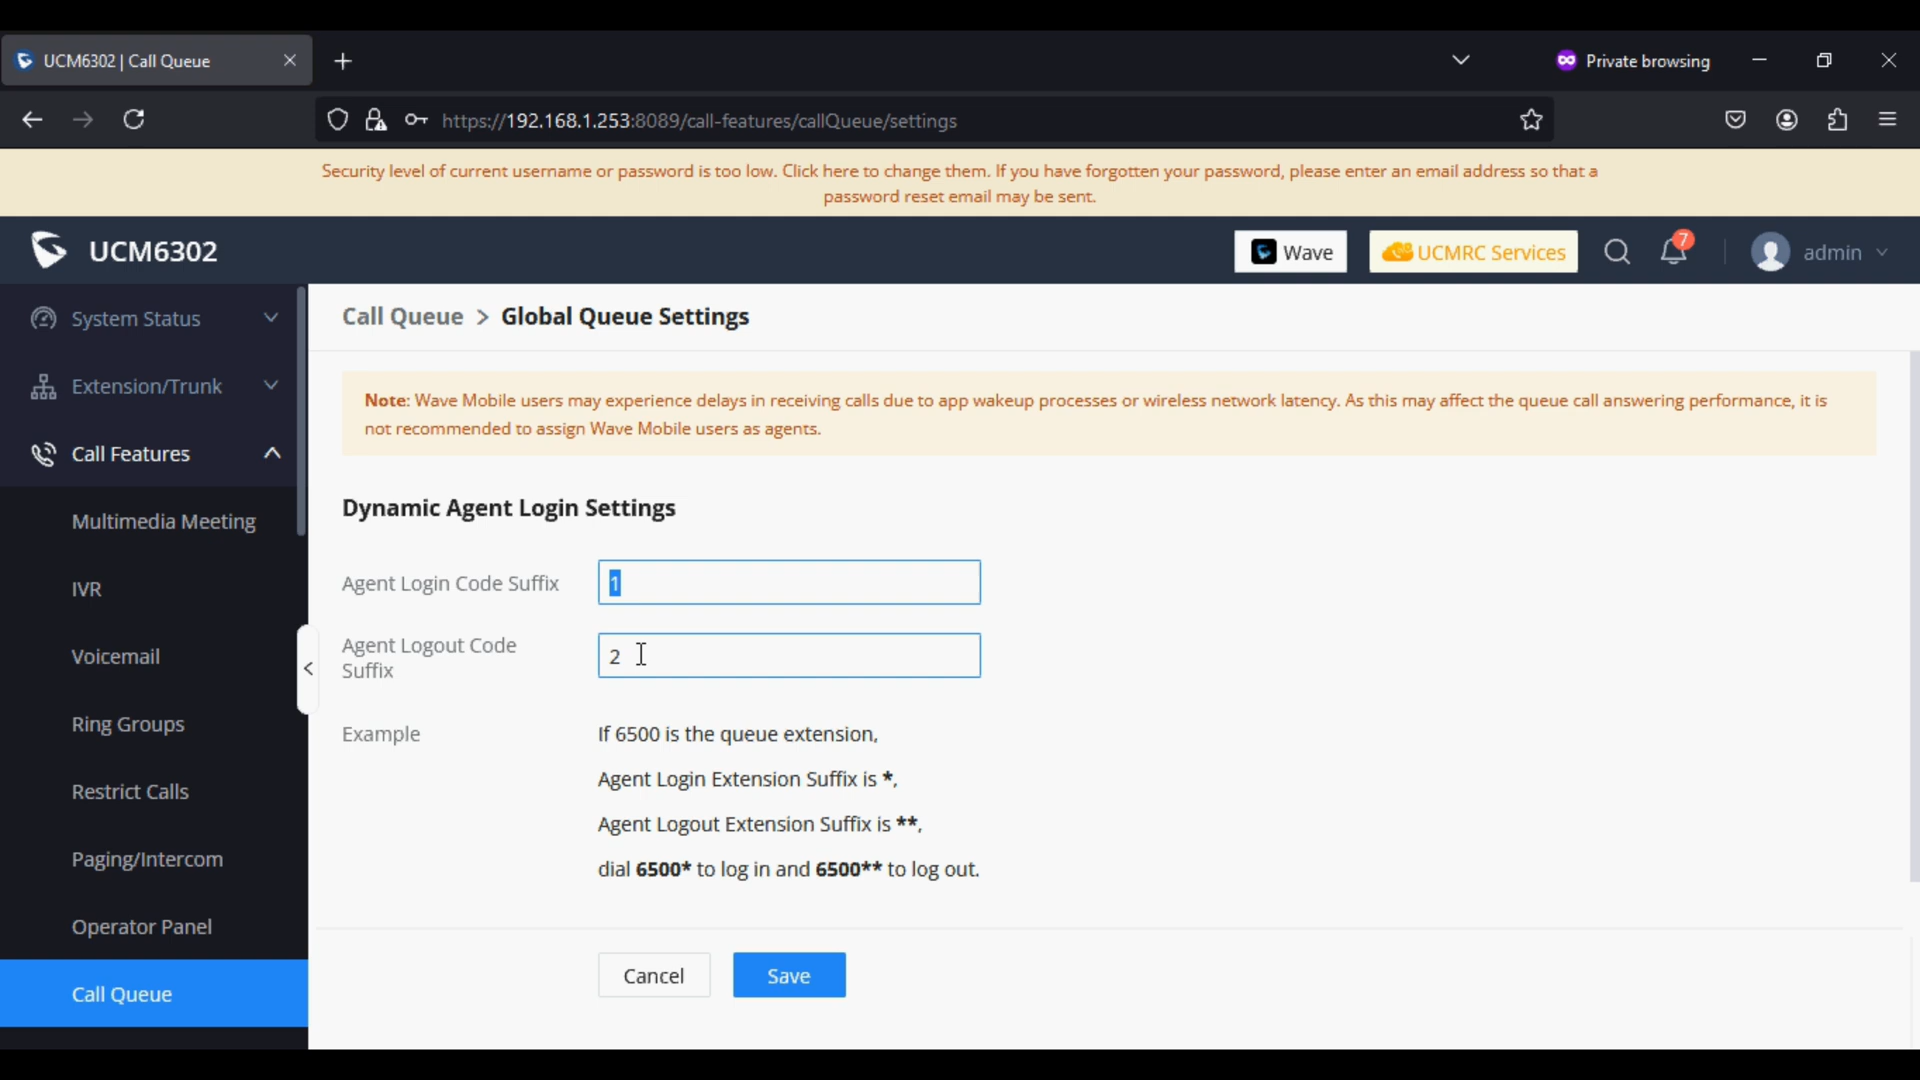 UCM6302 | Call Queue
Private browsing
https://192.168.1.253:8089/call-features/callQueue/settings
Security level of current username or password is too low. Click here to change them. If you have forgotten your password, please enter an email address so that a
password reset email may be sent.
UCM6302
Wave
UCMRC Services
7
admin
System Status
Extension/Trunk
Call Features
Multimedia Meeting
IVR
Voicemail
Ring Groups
Restrict Calls
Paging/Intercom
Operator Panel
Call Queue
Call Queue > Global Queue Settings
Note: Wave Mobile users may experience delays in receiving calls due to app wakeup processes or wireless network latency. As this may affect the queue call answering performance, it is
not recommended to assign Wave Mobile users as agents.
Dynamic Agent Login Settings
Agent Login Code Suffix
1
Agent Logout Code
Suffix
2
Example
If 6500 is the queue extension,
Agent Login Extension Suffix is *,
Agent Logout Extension Suffix is **,
dial 6500* to log in and 6500** to log out.
Cancel
Save